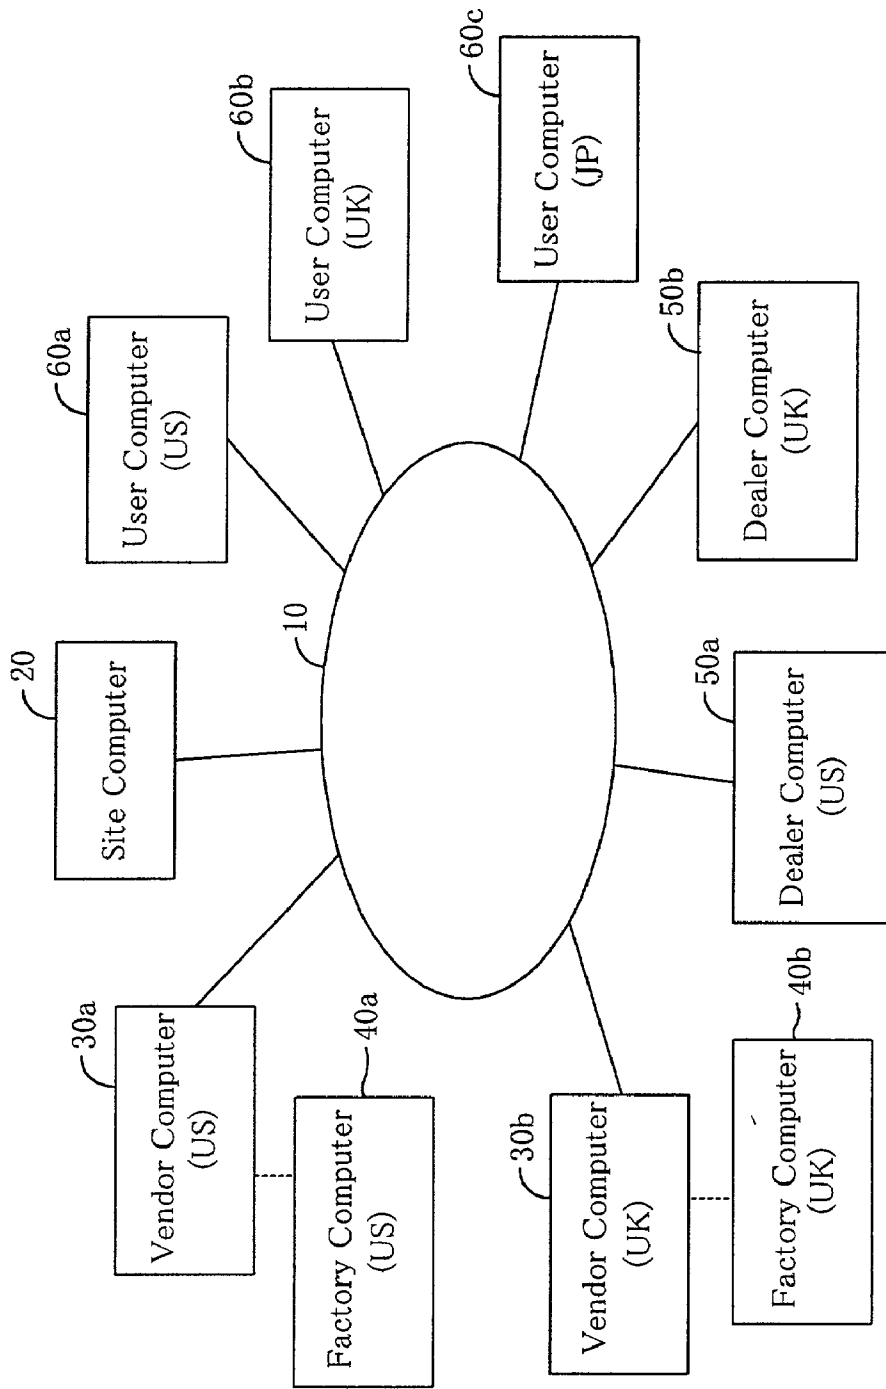 20
Site Computer
60a
User Computer
(US)
60b
User Computer
(UK)
60c
User Computer
(JP)
10
30a
Vendor Computer
(US)
40a
Factory Computer
(US)
30b
Vendor Computer
(UK)
40b
Factory Computer
(UK)
50a
Dealer Computer
(US)
50b
Dealer Computer
(UK)